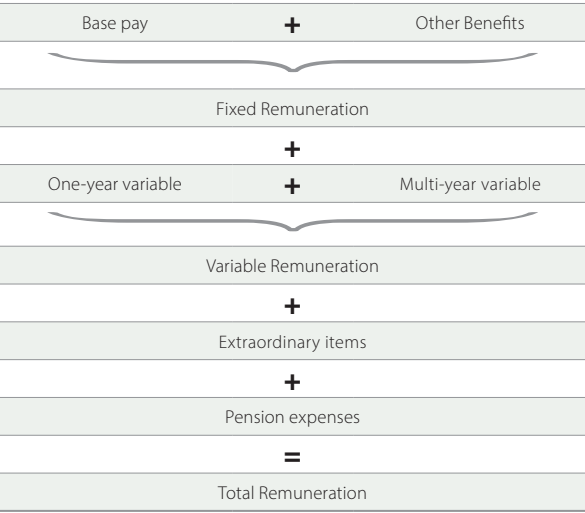 Base pay + Other Benefits
Fixed Remuneration
+
One-year variable + Multi-year variable
Variable Remuneration
+
Extraordinary items
+
Pension expenses
=
Total Remuneration